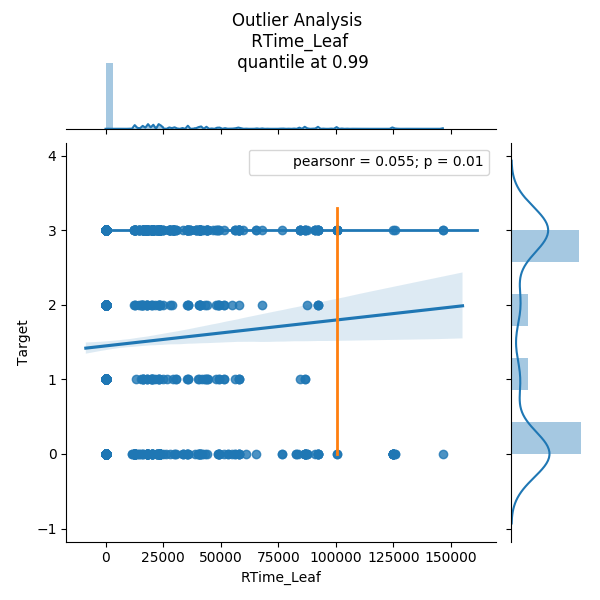 Outlier Analysis
RTime_Leaf
quantile at 0.99
pearsonr = 0.055; p = 0.01
4
3
2
1
0
−1
Target
0 25000 50000 75000 100000 125000 150000
RTime_Leaf